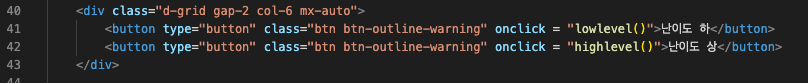 40 <div class="d-grid gap-2 col-6 mx-auto">
41 <button type="button" class="btn btn-outline-warning" onclick = "lowlevel()">난이도 하</button>
42 <button type="button" class="btn btn-outline-warning" onclick = "highlevel()">난이도 상</button>
43 </div>